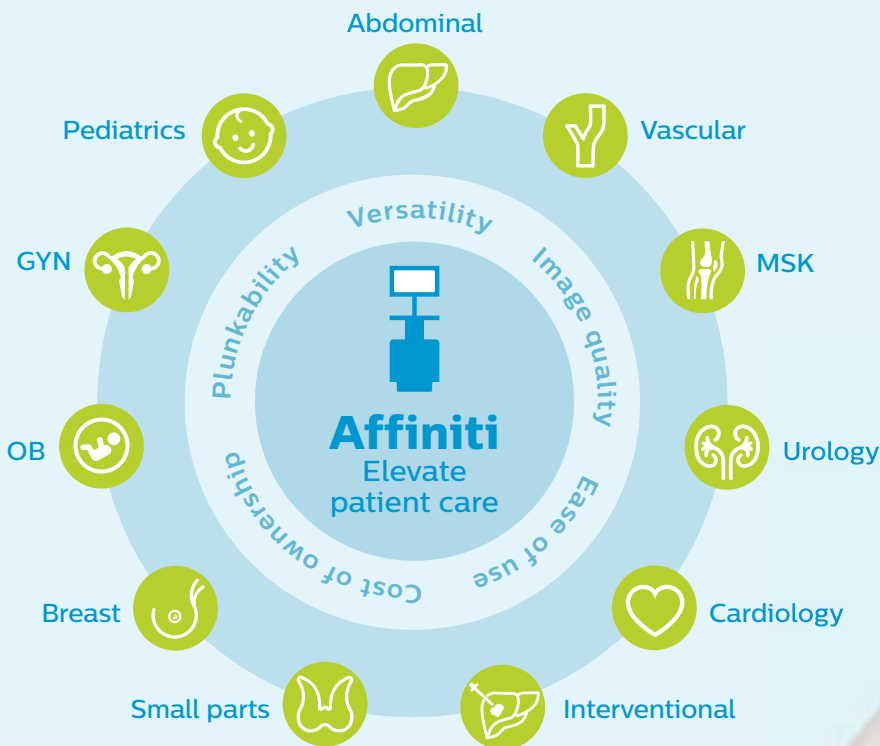 Abdominal
Pediatrics
Vascular
GYN
MSK
OB
Urology
Breast
Cardiology
Small parts
Interventional
Versatility
Image quality
Ease of use
Cost of ownership
Plunkability
Affiniti
Elevate
patient care